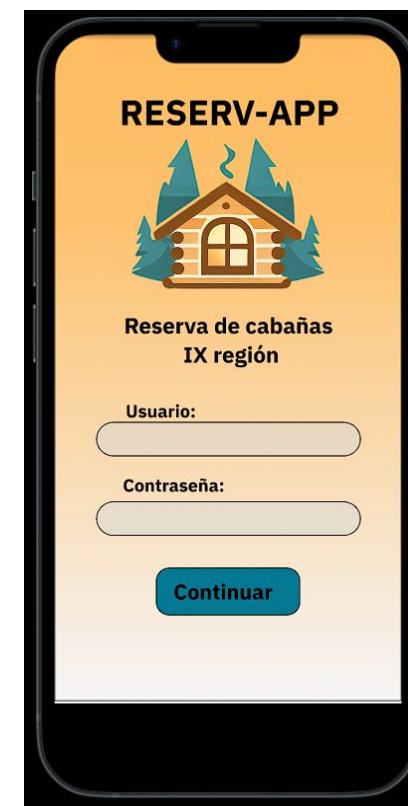 RESERV-APP
Reserva de cabañas
IX región
Usuario:
Contraseña:
Continuar